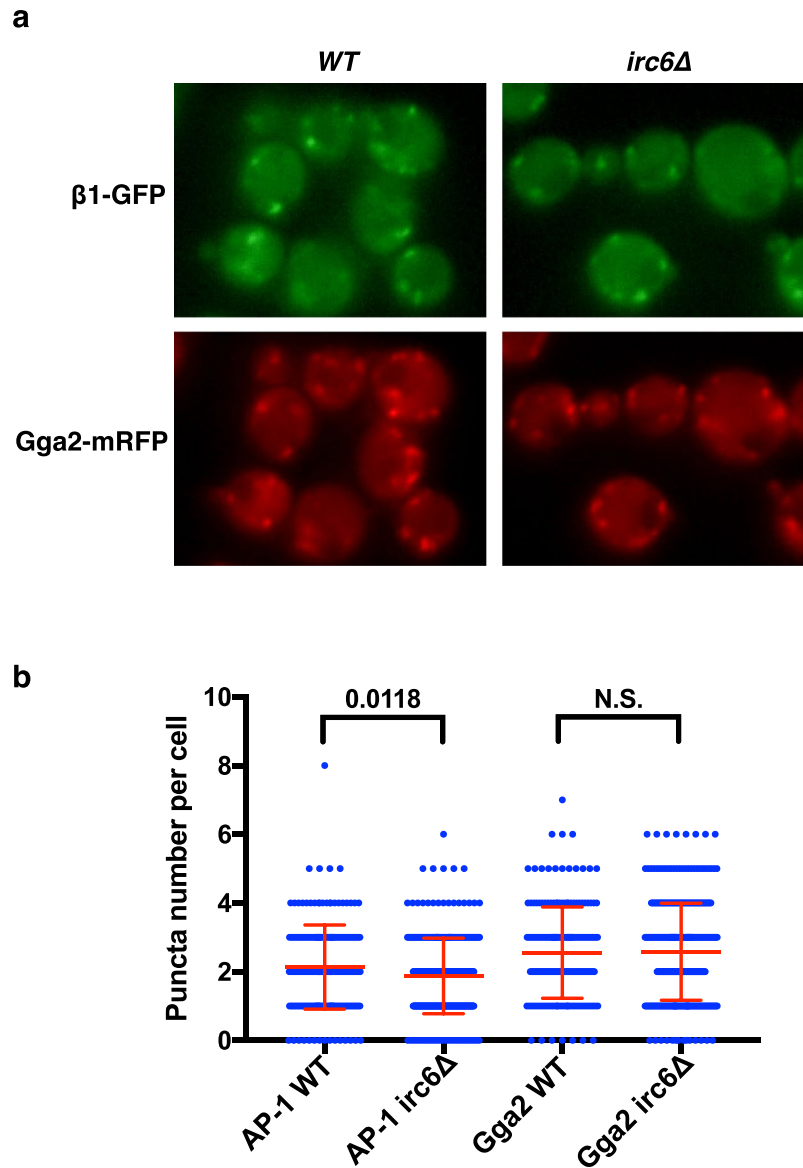 a
WT
irc6Δ
β1-GFP
Gga2-mRFP
b
Puncta number per cell
10
8
6
4
2
0
0.0118
N.S.
AP-1 WT
AP-1 irc6Δ
Gga2 WT
Gga2 irc6Δ